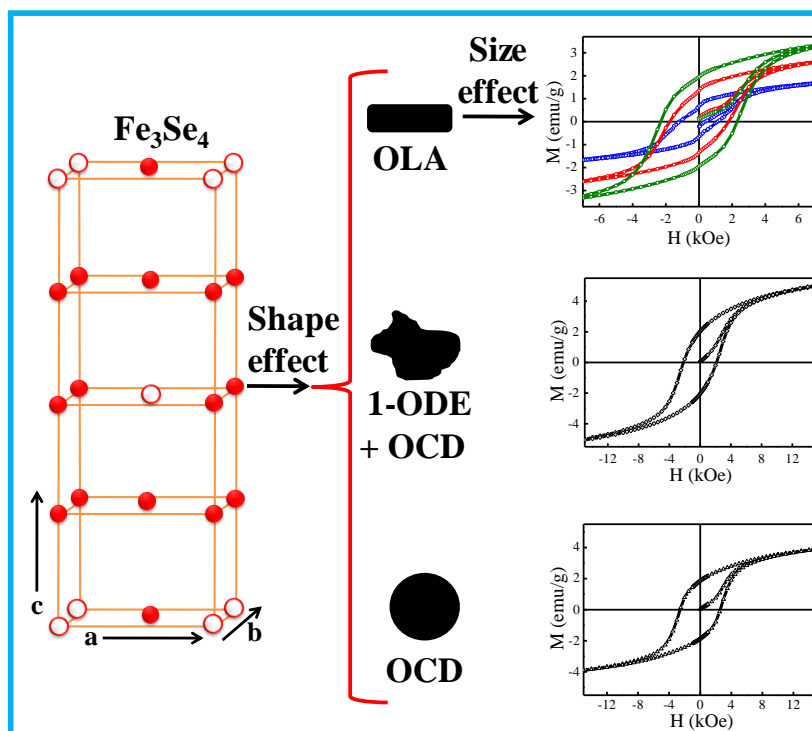 Fe₃Se₄
c
a
b
Shape
effect
OLA
Size
effect
1-ODE
+ OCD
OCD
M (emu/g)
3
2
1
0
-1
-2
-3
-6 -4 -2 0 2 4 6
H (kOe)
M (emu/g)
4
2
0
-2
-4
-12 -8 -4 0 4 8 12
H (kOe)
M (emu/g)
4
2
0
-2
-4
-12 -8 -4 0 4 8 12
H (kOe)